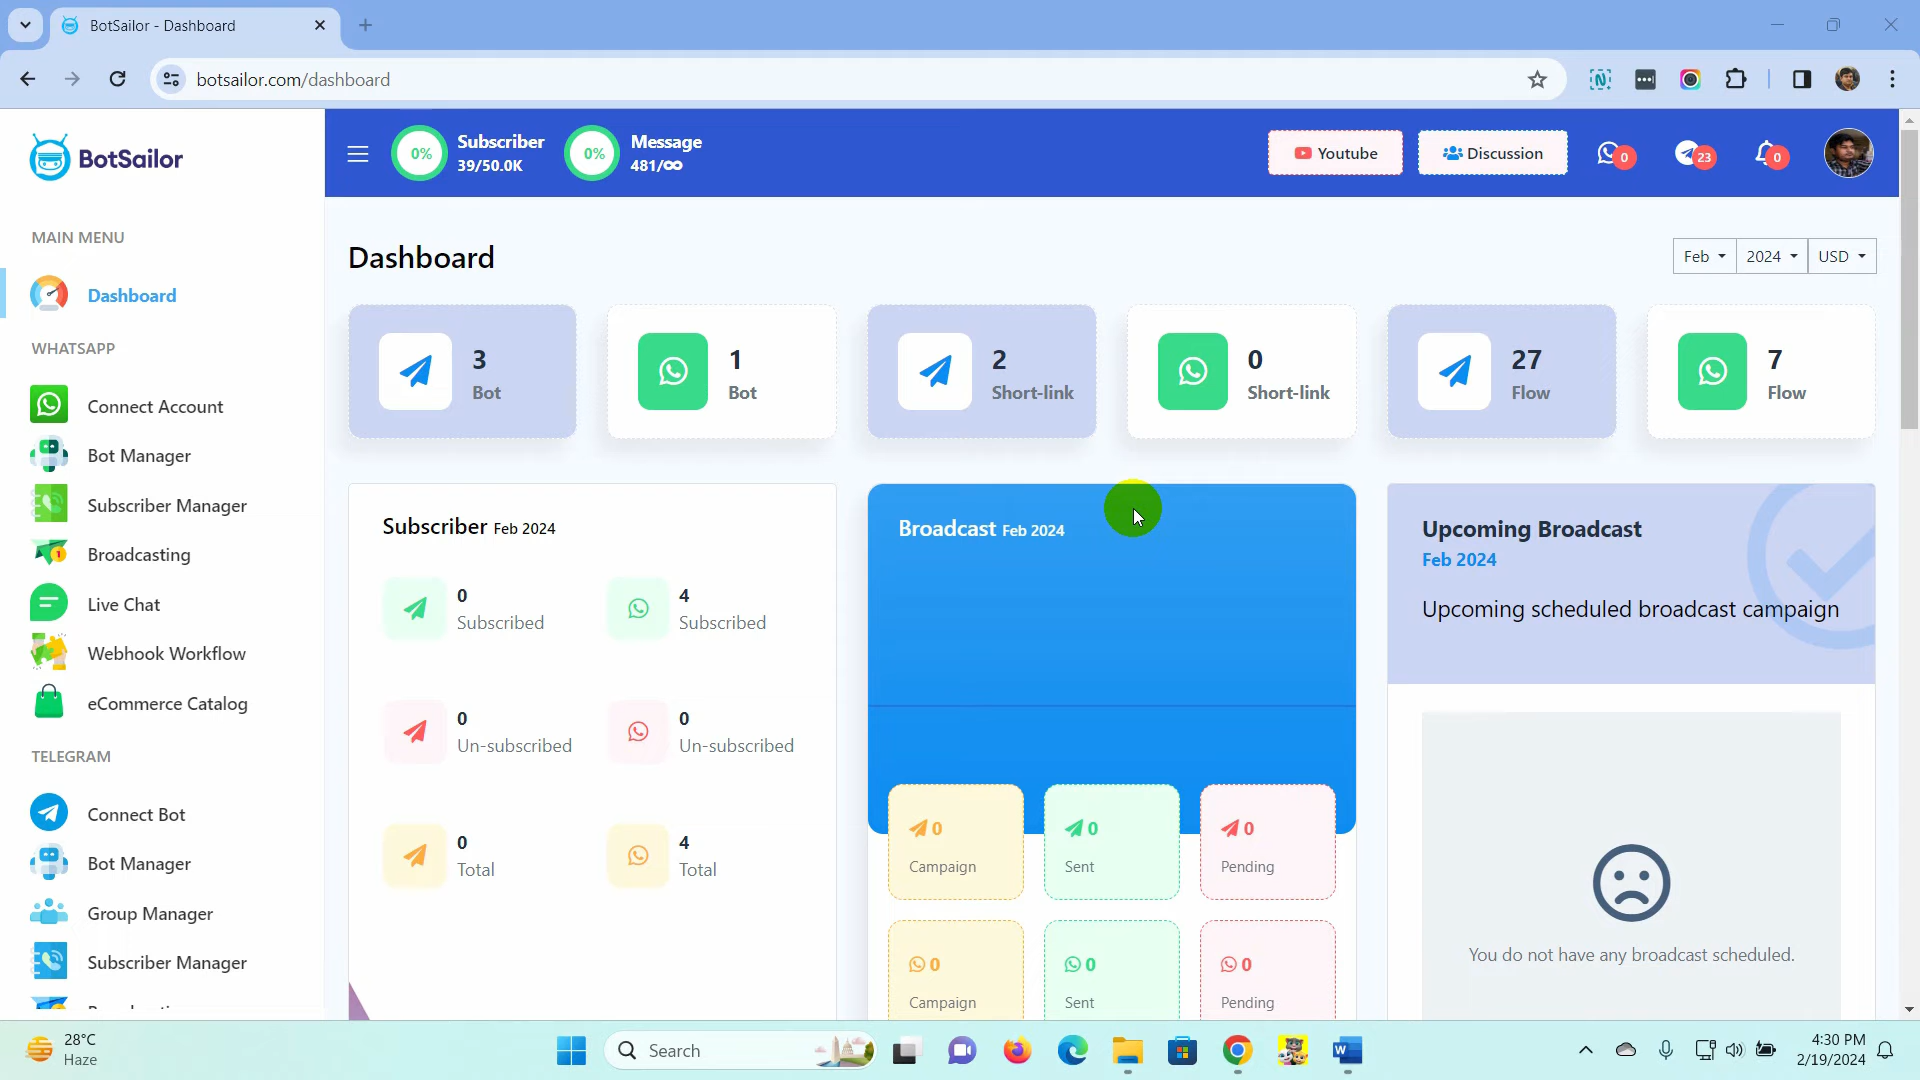 BotSailor - Dashboard
botsailor.com/dashboard
BotSailor
0%
Subscriber
39/50.0K
0%
Message
481/∞
Youtube
Discussion
0
23
0
MAIN MENU
Dashboard
WHATSAPP
Connect Account
Bot Manager
Subscriber Manager
1
Broadcasting
Live Chat
Webhook Workflow
eCommerce Catalog
TELEGRAM
Connect Bot
Bot Manager
Group Manager
Subscriber Manager
Dashboard
Feb
2024
USD
3
Bot
1
Bot
2
Short-link
0
Short-link
27
Flow
7
Flow
Subscriber Feb 2024
0
Subscribed
4
Subscribed
0
Un-subscribed
0
Un-subscribed
0
Total
4
Total
Broadcast Feb 2024
0
Campaign
0
Sent
0
Pending
0
Campaign
0
Sent
0
Pending
Upcoming Broadcast
Feb 2024
Upcoming scheduled broadcast campaign
You do not have any broadcast scheduled.
28°C
Haze
Search
W
4:30 PM
2/19/2024